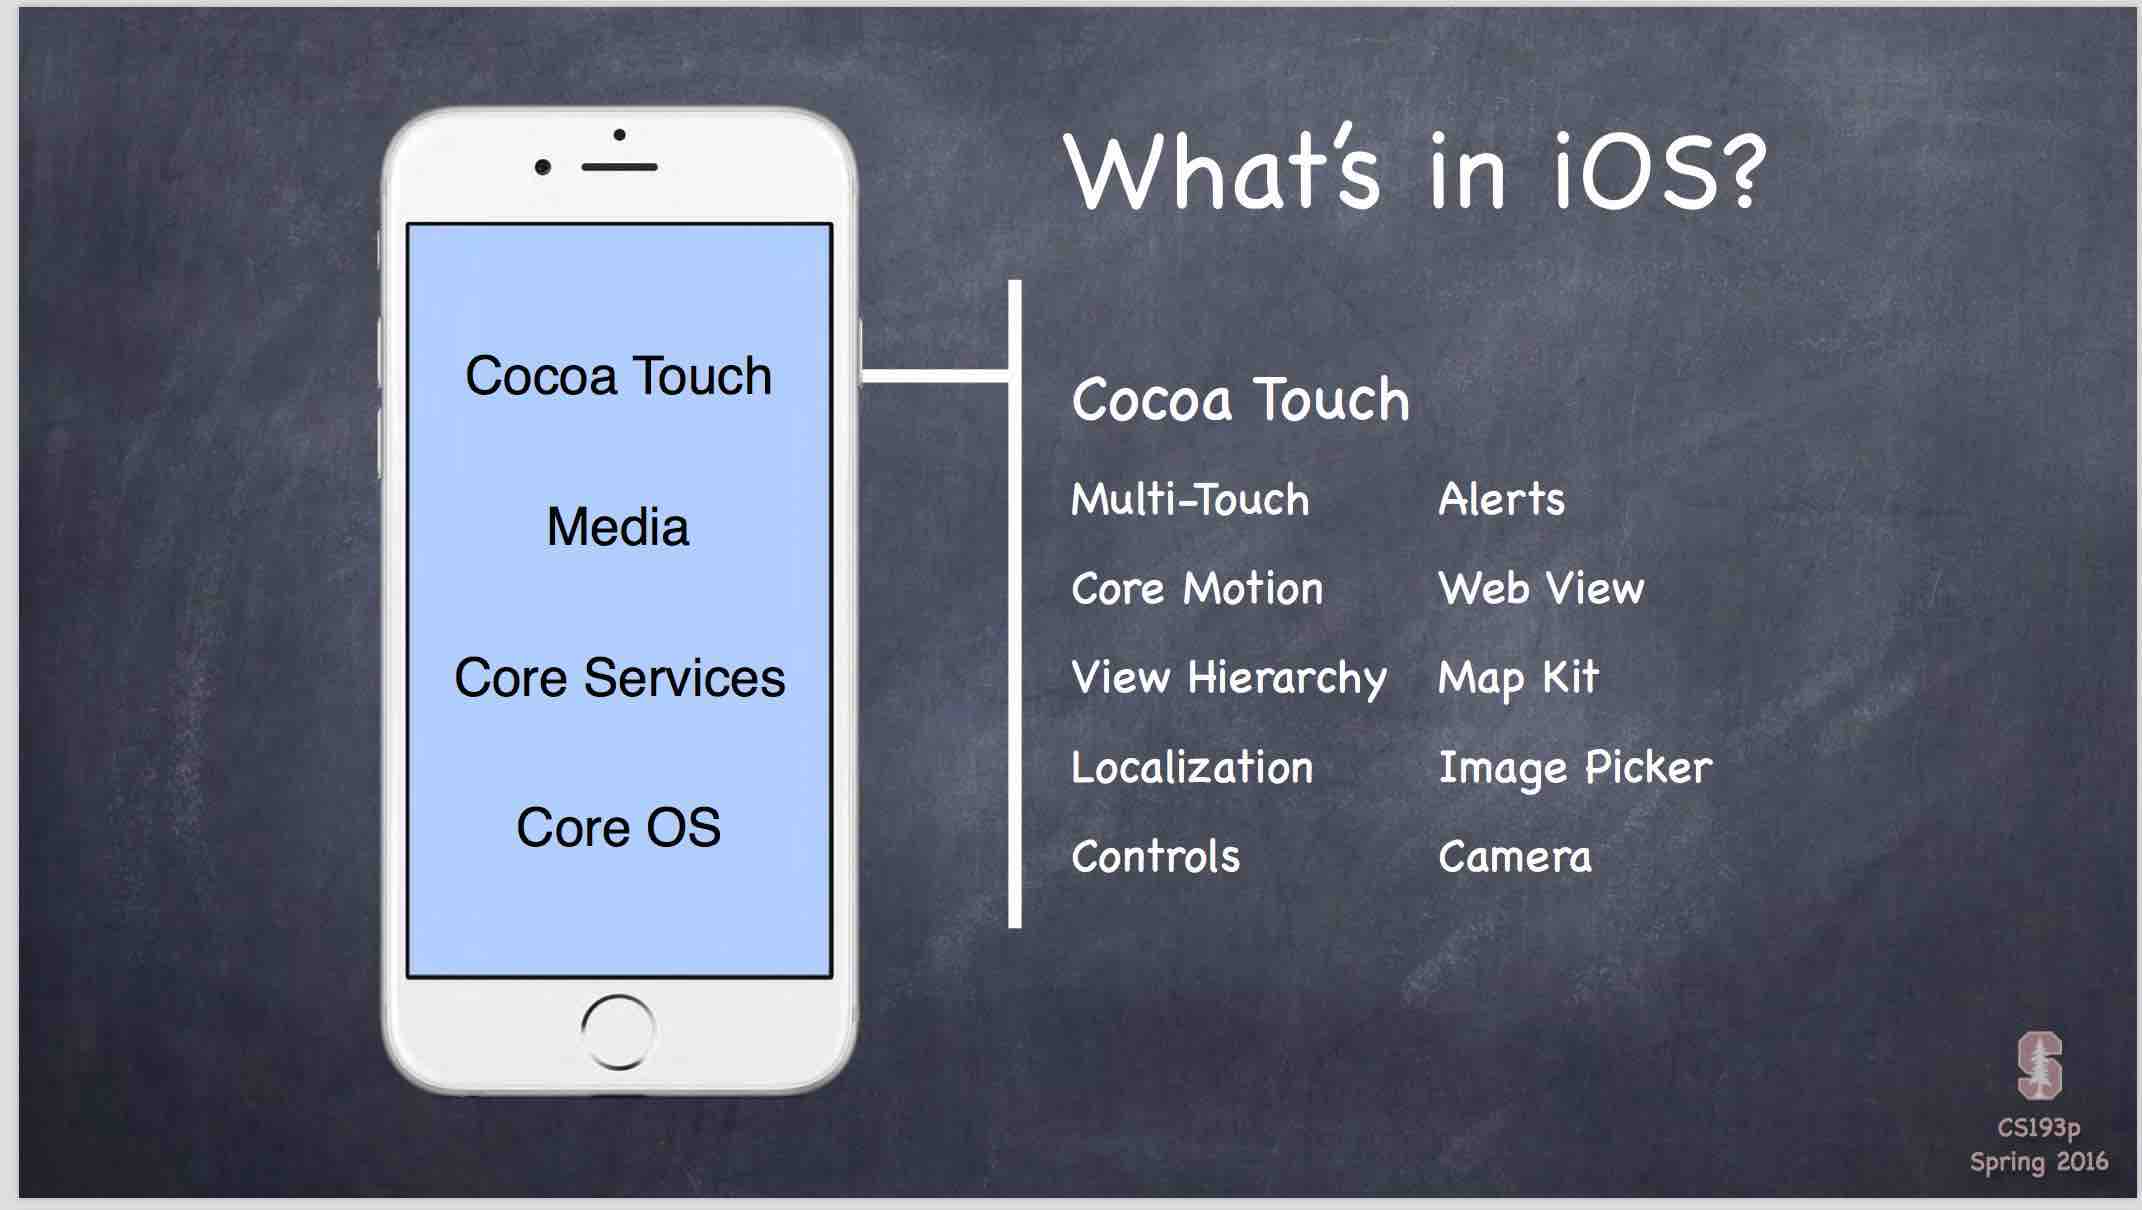 What's in iOS?
Cocoa Touch
Media
Core Services
Core OS
Cocoa Touch
Multi-Touch
Core Motion
View Hierarchy
Localization
Controls
Alerts
Web View
Map Kit
Image Picker
Camera
CS193p
Spring 2016